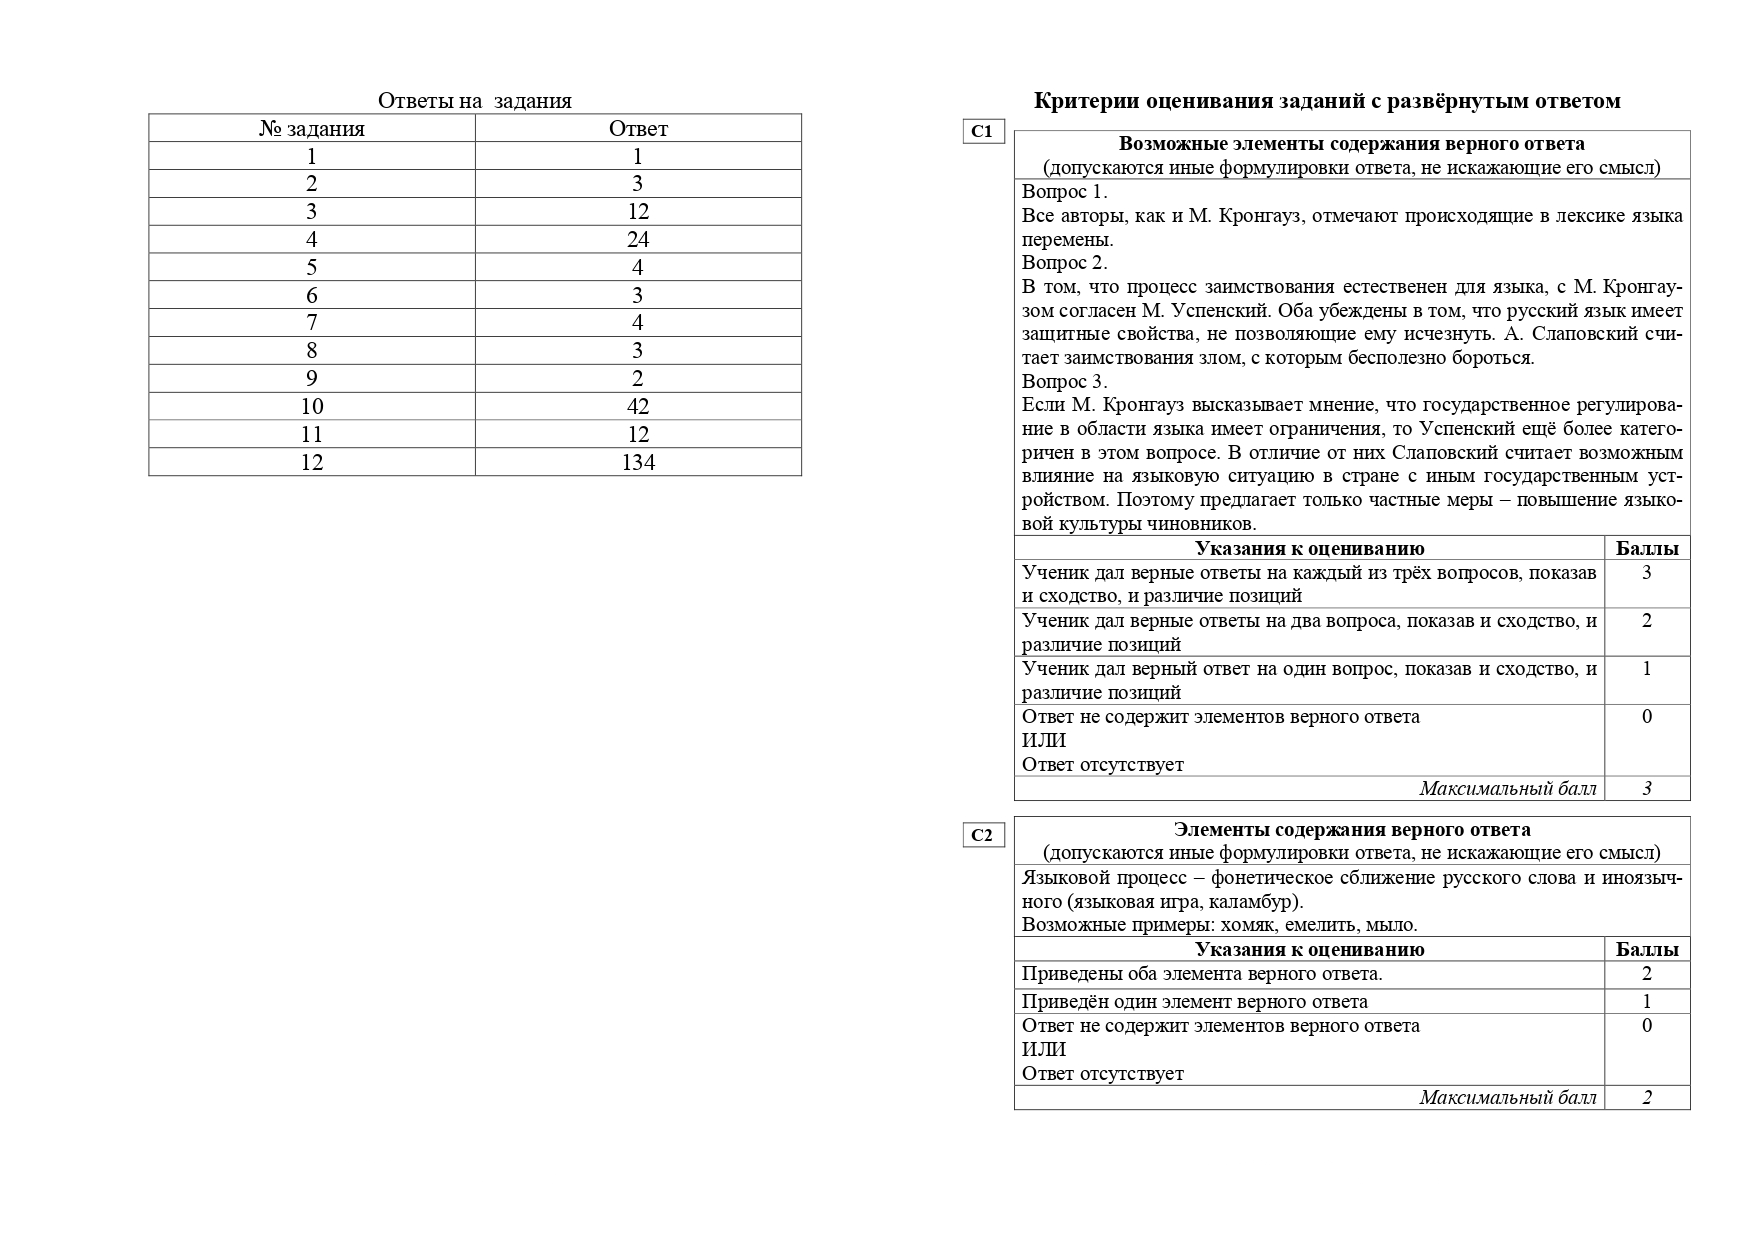 Ответы на задания
№ задания Ответ
1 1
2 3
3 12
4 24
5 4
6 3
7 4
8 3
9 2
10 42
11 12
12 134
Критерии оценивания заданий с развёрнутым ответом
С1
Возможные элементы содержания верного ответа
(допускаются иные формулировки ответа, не искажающие его смысл)
Вопрос 1.
Все авторы, как и М. Кронгауз, отмечают происходящие в лексике языка
перемены.
Вопрос 2.
В том, что процесс заимствования естественен для языка, с М. Кронгау-
зом согласен М. Успенский. Оба убеждены в том, что русский язык имеет
защитные свойства, не позволяющие ему исчезнуть. А. Слаповский счи-
тает заимствования злом, с которым бесполезно бороться.
Вопрос 3.
Если М. Кронгауз высказывает мнение, что государственное регулирова-
ние в области языка имеет ограничения, то Успенский ещё более катего-
ричен в этом вопросе. В отличие от них Слаповский считает возможным
влияние на языковую ситуацию в стране с иным государственным уст-
ройством. Поэтому предлагает только частные меры – повышение языко-
вой культуры чиновников.
Указания к оцениванию Баллы
Ученик дал верные ответы на каждый из трёх вопросов, показав 3
и сходство, и различие позиций
Ученик дал верные ответы на два вопроса, показав и сходство, и 2
различие позиций
Ученик дал верный ответ на один вопрос, показав и сходство, и 1
различие позиций
Ответ не содержит элементов верного ответа 0
ИЛИ
Ответ отсутствует
Максимальный балл 3
С2
Элементы содержания верного ответа
(допускаются иные формулировки ответа, не искажающие его смысл)
Языковой процесс – фонетическое сближение русского слова и иноязыч-
ного (языковая игра, каламбур).
Возможные примеры: хомяк, емелить, мыло.
Указания к оцениванию Баллы
Приведены оба элемента верного ответа. 2
Приведён один элемент верного ответа 1
Ответ не содержит элементов верного ответа 0
ИЛИ
Ответ отсутствует
Максимальный балл 2